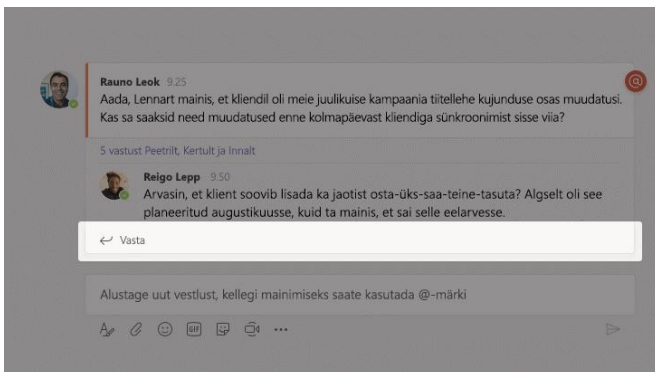 Rauno Leok 9.25
Aada, Lennart mainis, et kliendil oli meie juulikuise kampaania tiitellehe kujunduse osas muudatusi.
Kas sa saaksid need muudatused enne kolmapäevast kliendiga sünkroonimist sisse viia?
5 vastust Peetrilt, Kertult ja Innalt
Reigo Lepp 9.50
Arvasin, et klient soovib lisada ka jaotist osta-üks-saa-teine-tasuta? Algselt oli see
planeeritud augustikuusse, kuid ta mainis, et sai selle eelarvesse.
Vasta
Alustage uut vestlust, kellegi mainimiseks saate kasutada @-märki
GIF